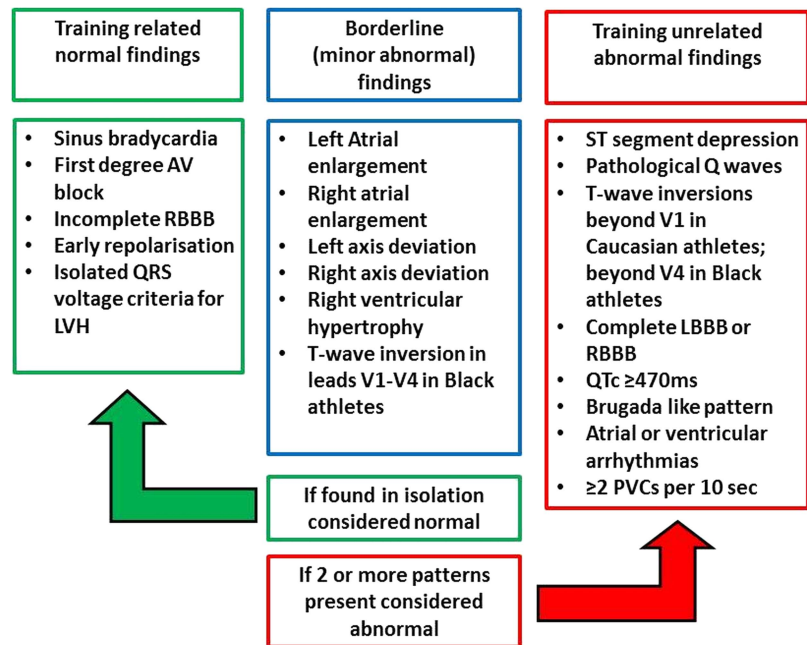 Training related
normal findings
Borderline
(minor abnormal)
findings
Training unrelated
abnormal findings
• Sinus bradycardia
• First degree AV
block
• Incomplete RBBB
• Early repolarisation
• Isolated QRS
voltage criteria for
LVH
• Left Atrial
enlargement
• Right atrial
enlargement
• Left axis deviation
• Right axis deviation
• Right ventricular
hypertrophy
• T-wave inversion in
leads V1-V4 in Black
athletes
• ST segment depression
• Pathological Q waves
• T-wave inversions
beyond V1 in
Caucasian athletes;
beyond V4 in Black
athletes
• Complete LBBB or
RBBB
• QTc ≥470ms
• Brugada like pattern
• Atrial or ventricular
arrhythmias
• ≥2 PVCs per 10 sec
If found in isolation
considered normal
If 2 or more patterns
present considered
abnormal